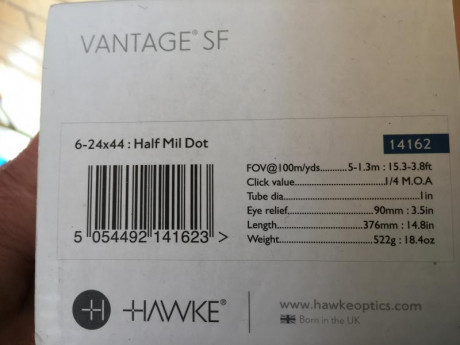 VANTAGE® SF
6-24x44 : Half Mil Dot
14162
FOV@100m/yds...........5-1.3m : 15.3-3.8ft
Click value..............................1/4 M.O.A
Tube dia............................................1in
Eye relief..........................90mm : 3.5in
Length...........................376mm : 14.8in
Weight............................522g : 18.4oz
5 054492 141623 >
HAWKE®
www.hawkeoptics.com
Born in the UK